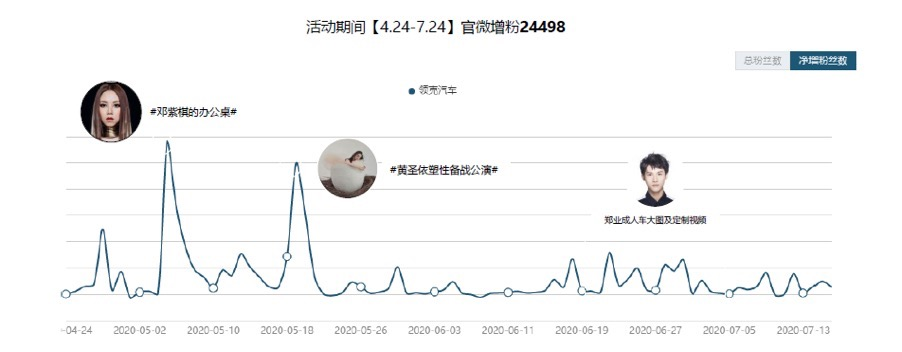 活动期间【4.24-7.24】官微增粉24498
总粉丝数 净增粉丝数
领克汽车
#邓紫棋的办公桌#
#黄圣依塑性备战公演#
郑业成人车大图及定制视频
-04-24 2020-05-02 2020-05-10 2020-05-18 2020-05-26 2020-06-03 2020-06-11 2020-06-19 2020-06-27 2020-07-05 2020-07-13